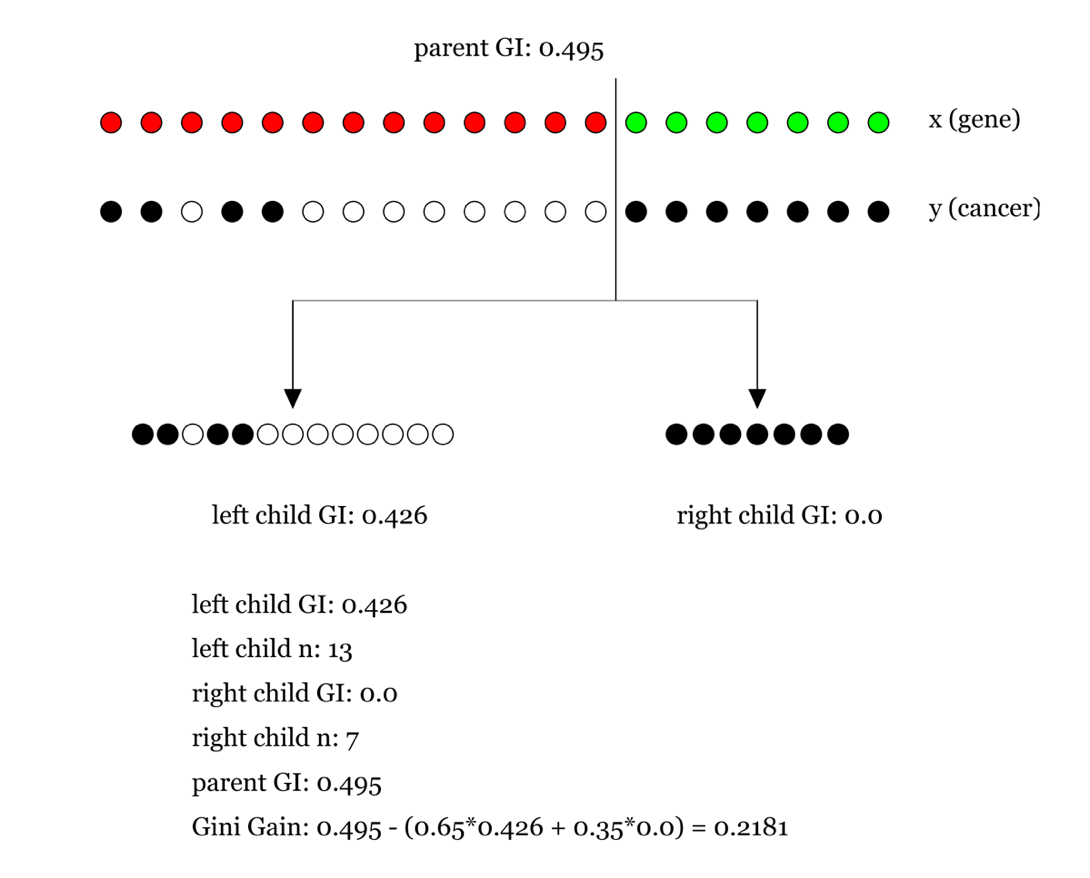 parent GI: 0.495
x (gene)
y (cancer)
left child GI: 0.426
right child GI: 0.0
left child GI: 0.426
left child n: 13
right child GI: 0.0
right child n: 7
parent GI: 0.495
Gini Gain: 0.495 - (0.65*0.426 + 0.35*0.0) = 0.2181